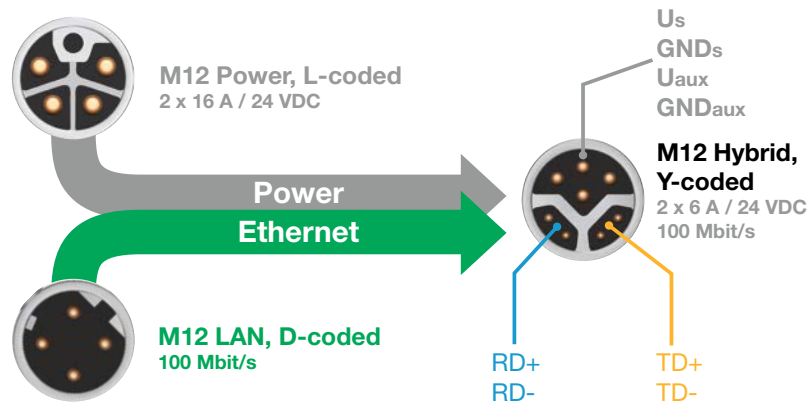 Us
GNDs
Uaux
GNDaux
M12 Power, L-coded
2 x 16 A / 24 VDC
M12 Hybrid,
Y-coded
2 x 6 A / 24 VDC
100 Mbit/s
Power
Ethernet
M12 LAN, D-coded
100 Mbit/s
RD+
RD-
TD+
TD-